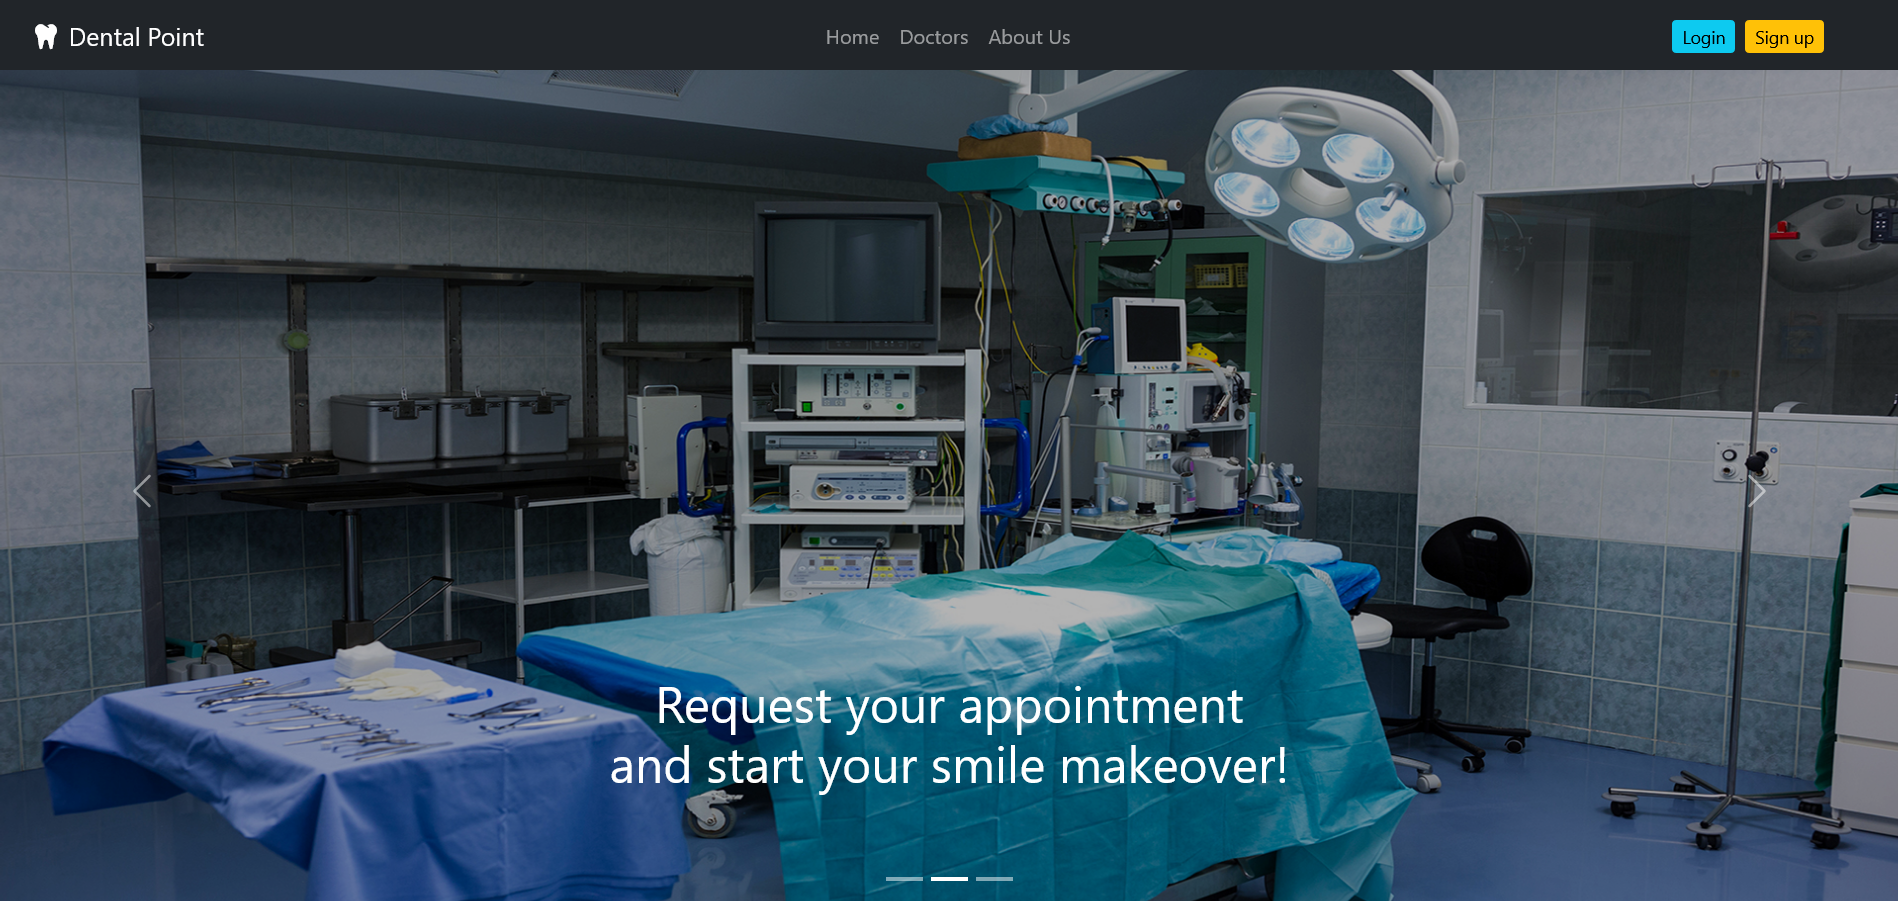 Dental Point
Home
Doctors
About Us
Login
Sign up
Request your appointment
and start your smile makeover!